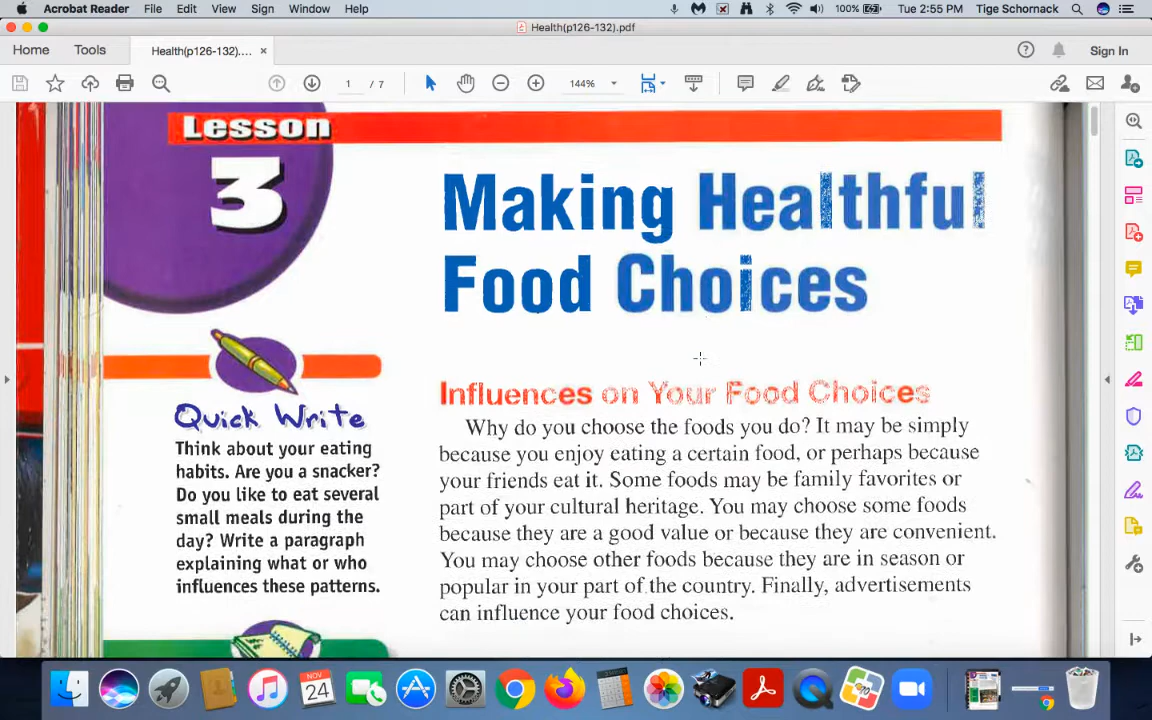 Acrobat Reader File Edit View Sign Window Help 100% Tue 2:55 PM Tige Schornack
Health(p126-132).pdf
Home Tools Health(p126-132).... × Sign In
1 / 7 144%
Lesson
3
Making Healthful
Food Choices
Quick Write
Think about your eating
habits. Are you a snacker?
Do you like to eat several
small meals during the
day? Write a paragraph
explaining what or who
influences these patterns.
Influences on Your Food Choices
Why do you choose the foods you do? It may be simply
because you enjoy eating a certain food, or perhaps because
your friends eat it. Some foods may be family favorites or
part of your cultural heritage. You may choose some foods
because they are a good value or because they are convenient.
You may choose other foods because they are in season or
popular in your part of the country. Finally, advertisements
can influence your food choices.
NOV
24